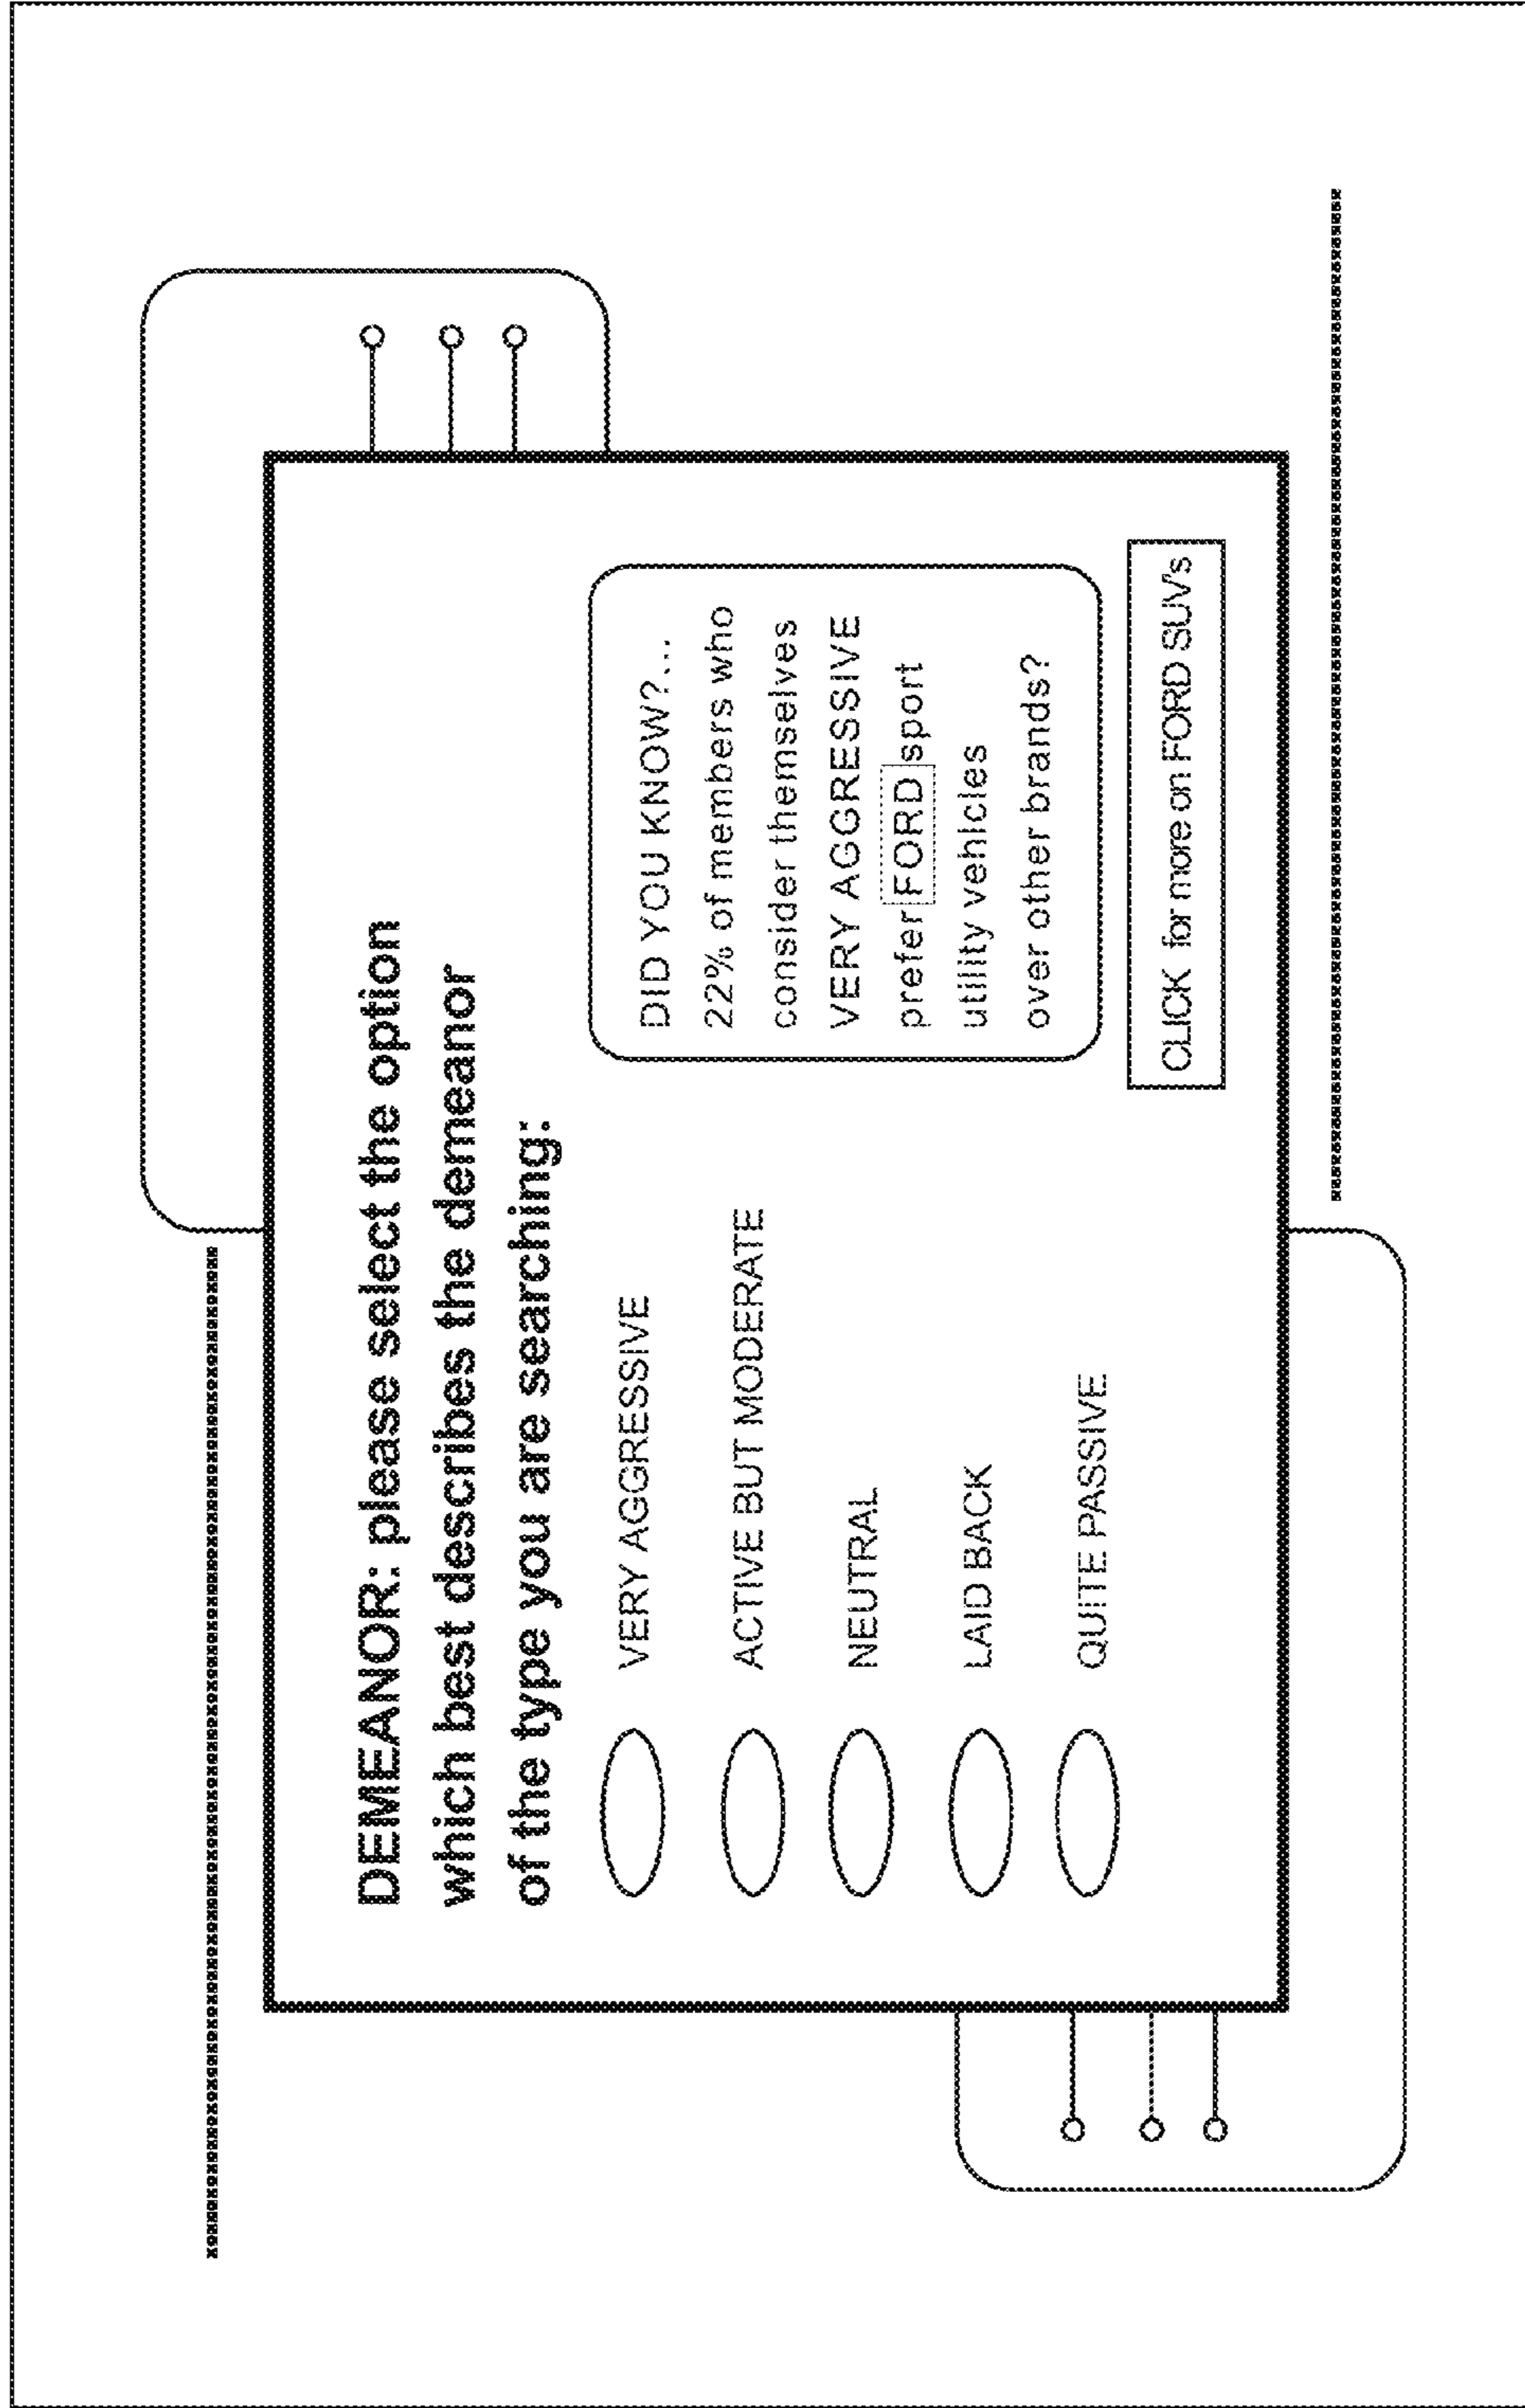 DEMEANOR: please select the option
which best describes the demeanor
of the type you are searching:
VERY AGGRESSIVE
ACTIVE BUT MODERATE
NEUTRAL
LAID BACK
QUITE PASSIVE
DID YOU KNOW?...
22% of members who
consider themselves
VERY AGGRESSIVE
prefer FORD sport
utility vehicles
over other brands?
CLICK for more on FORD SUV's